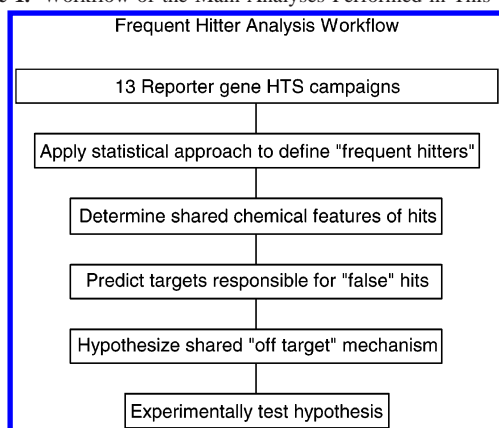 1. Workflow of the Main Analyses Performed in This
Frequent Hitter Analysis Workflow
13 Reporter gene HTS campaigns
Apply statistical approach to define "frequent hitters"
Determine shared chemical features of hits
Predict targets responsible for "false" hits
Hypothesize shared "off target" mechanism
Experimentally test hypothesis